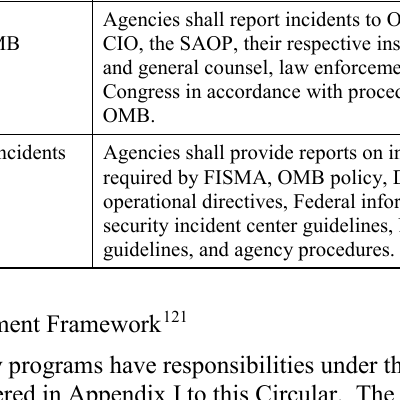 Agencies shall report incidents to O
MB
CIO, the SAOP, their respective ins
and general counsel, law enforceme
Congress in accordance with proced
OMB.
ncidents
Agencies shall provide reports on in
required by FISMA, OMB policy, D
operational directives, Federal infor
security incident center guidelines,
guidelines, and agency procedures.
ment Framework121
y programs have responsibilities under th
ered in Appendix I to this Circular. The